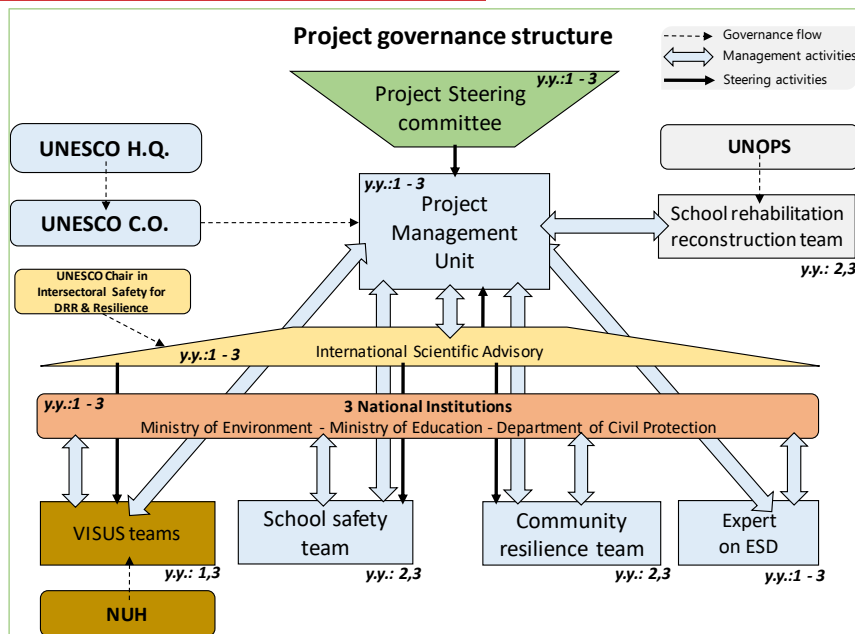 Project governance structure
Governance flow
Management activities
Steering activities
y.y.:1 - 3
Project Steering
committee
UNESCO H.Q.
UNOPS
y.y.:1 - 3
Project
Management
Unit
UNESCO C.O.
School rehabilitation
reconstruction team
y.y.: 2,3
UNESCO Chair in
Intersectoral Safety for
DRR & Resilience
y.y.:1 - 3
International Scientific Advisory
y.y.:1 - 3
3 National Institutions
Ministry of Environment - Ministry of Education - Department of Civil Protection
VISUS teams
y.y.: 1,3
School safety
team
y.y.: 2,3
Community
resilience team
y.y.: 2,3
Expert
on ESD
y.y.:1 - 3
NUH